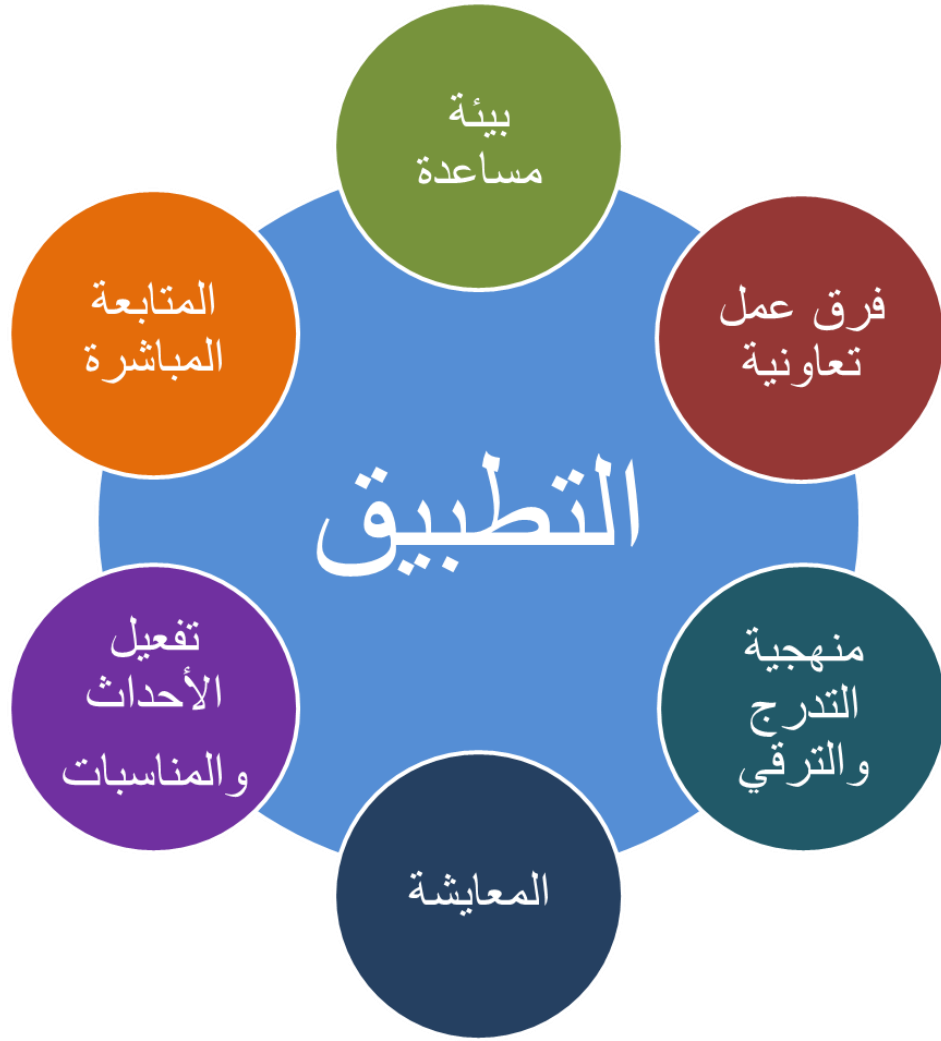 بيئة
مساعدة
فرق عمل
تعاونية
منهجية
التدرج
والترقي
المعايشة
تفعيل
الأحداث
والمناسبات
المتابعة
المباشرة
التطبيق